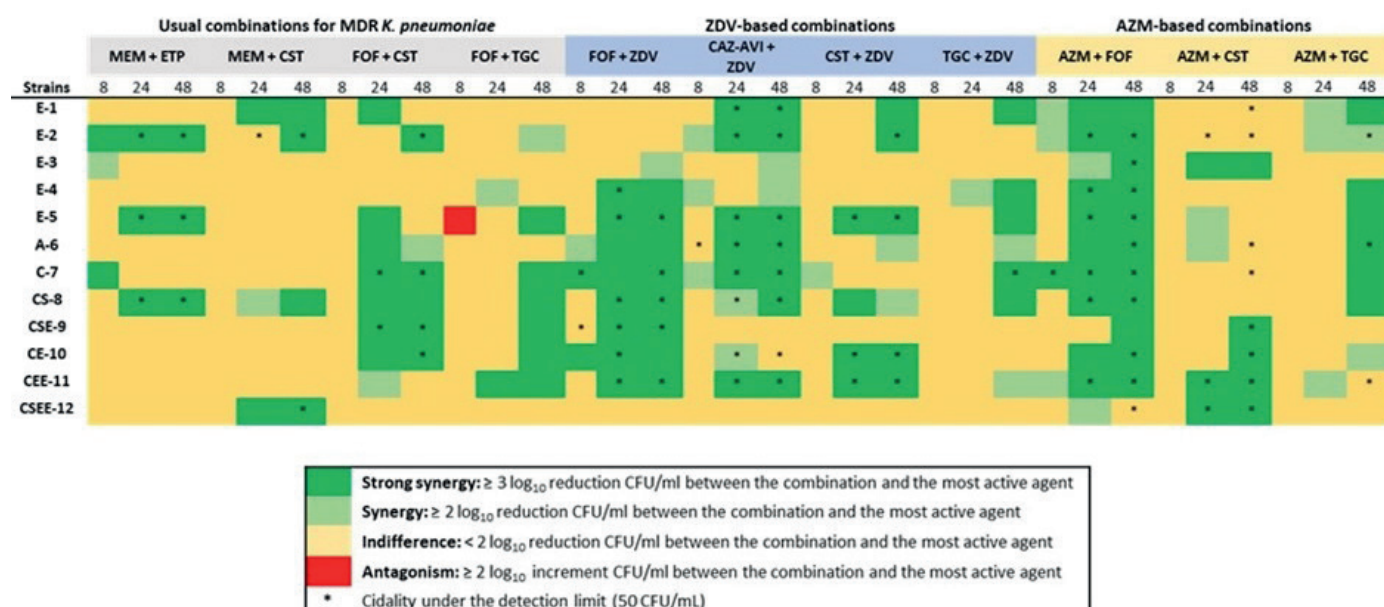 Usual combinations for MDR K. pneumoniae ZDV-based combinations AZM-based combinations
MEM + ETP MEM + CST FOF + CST FOF + TGC FOF + ZDV CAZ-AVI + ZDV CST + ZDV TGC + ZDV AZM + FOF AZM + CST AZM + TGC
Strains 8 24 48 8 24 48 8 24 48 8 24 48 8 24 48 8 24 48 8 24 48 8 24 48 8 24 48 8 24 48 8 24 48
E-1 * * *
E-2 * * * * * * * * * * * * *
E-3 *
E-4 * * *
E-5 * * * * * * * * * *
A-6 * * * * * *
C-7 * * * * * * * * * * *
CS-8 * * * * * * * *
CSE-9 * * * * * *
CE-10 * * * * * * * *
CEE-11 * * * * * * * * * * *
CSEE-12 * * * *
Strong synergy: ≥ 3 log10 reduction CFU/ml between the combination and the most active agent
Synergy: ≥ 2 log10 reduction CFU/ml between the combination and the most active agent
Indifference: < 2 log10 reduction CFU/ml between the combination and the most active agent
Antagonism: ≥ 2 log10 increment CFU/ml between the combination and the most active agent
* Cidality under the detection limit (50 CFU/mL)